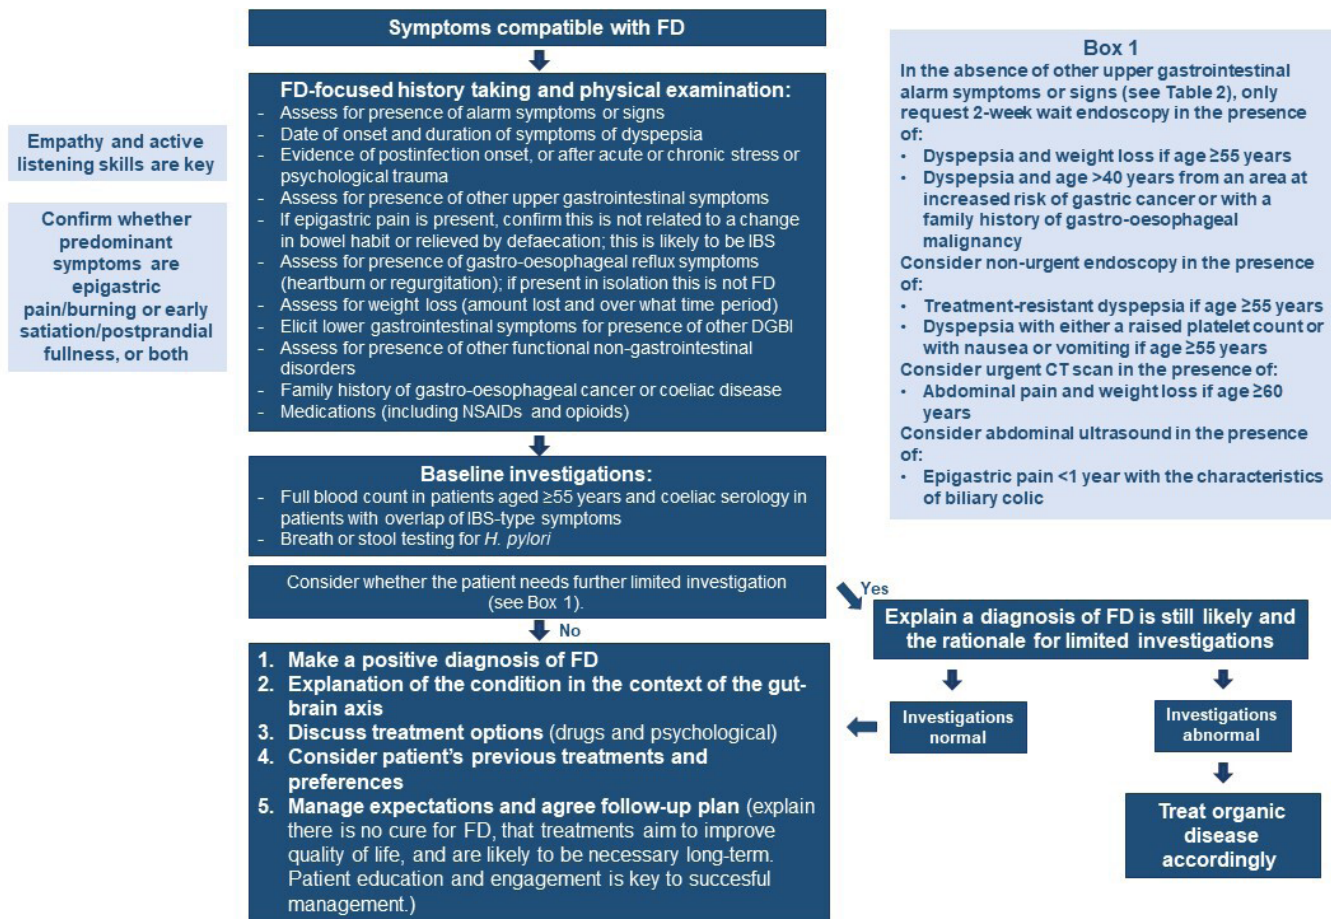 Symptoms compatible with FD
FD-focused history taking and physical examination:
- Assess for presence of alarm symptoms or signs
- Date of onset and duration of symptoms of dyspepsia
- Evidence of postinfection onset, or after acute or chronic stress or
psychological trauma
- Assess for presence of other upper gastrointestinal symptoms
- If epigastric pain is present, confirm this is not related to a change
in bowel habit or relieved by defaecation; this is likely to be IBS
- Assess for presence of gastro-oesophageal reflux symptoms
(heartburn or regurgitation); if present in isolation this is not FD
- Assess for weight loss (amount lost and over what time period)
- Elicit lower gastrointestinal symptoms for presence of other DGBI
- Assess for presence of other functional non-gastrointestinal
disorders
- Family history of gastro-oesophageal cancer or coeliac disease
- Medications (including NSAIDs and opioids)
Empathy and active
listening skills are key
Confirm whether
predominant
symptoms are
epigastric
pain/burning or early
satiation/postprandial
fullness, or both
Box 1
In the absence of other upper gastrointestinal
alarm symptoms or signs (see Table 2), only
request 2-week wait endoscopy in the presence
of:
• Dyspepsia and weight loss if age ≥55 years
• Dyspepsia and age >40 years from an area at
increased risk of gastric cancer or with a
family history of gastro-oesophageal
malignancy
Consider non-urgent endoscopy in the presence
of:
• Treatment-resistant dyspepsia if age ≥55 years
• Dyspepsia with either a raised platelet count or
with nausea or vomiting if age ≥55 years
Consider urgent CT scan in the presence of:
• Abdominal pain and weight loss if age ≥60
years
Consider abdominal ultrasound in the presence
of:
• Epigastric pain <1 year with the characteristics
of biliary colic
Baseline investigations:
- Full blood count in patients aged ≥55 years and coeliac serology in
patients with overlap of IBS-type symptoms
- Breath or stool testing for H. pylori
Consider whether the patient needs further limited investigation
(see Box 1).
Yes
No
Explain a diagnosis of FD is still likely and
the rationale for limited investigations
Investigations
normal
Investigations
abnormal
Treat organic
disease
accordingly
1. Make a positive diagnosis of FD
2. Explanation of the condition in the context of the gut-
brain axis
3. Discuss treatment options (drugs and psychological)
4. Consider patient's previous treatments and
preferences
5. Manage expectations and agree follow-up plan (explain
there is no cure for FD, that treatments aim to improve
quality of life, and are likely to be necessary long-term.
Patient education and engagement is key to succesful
management.)